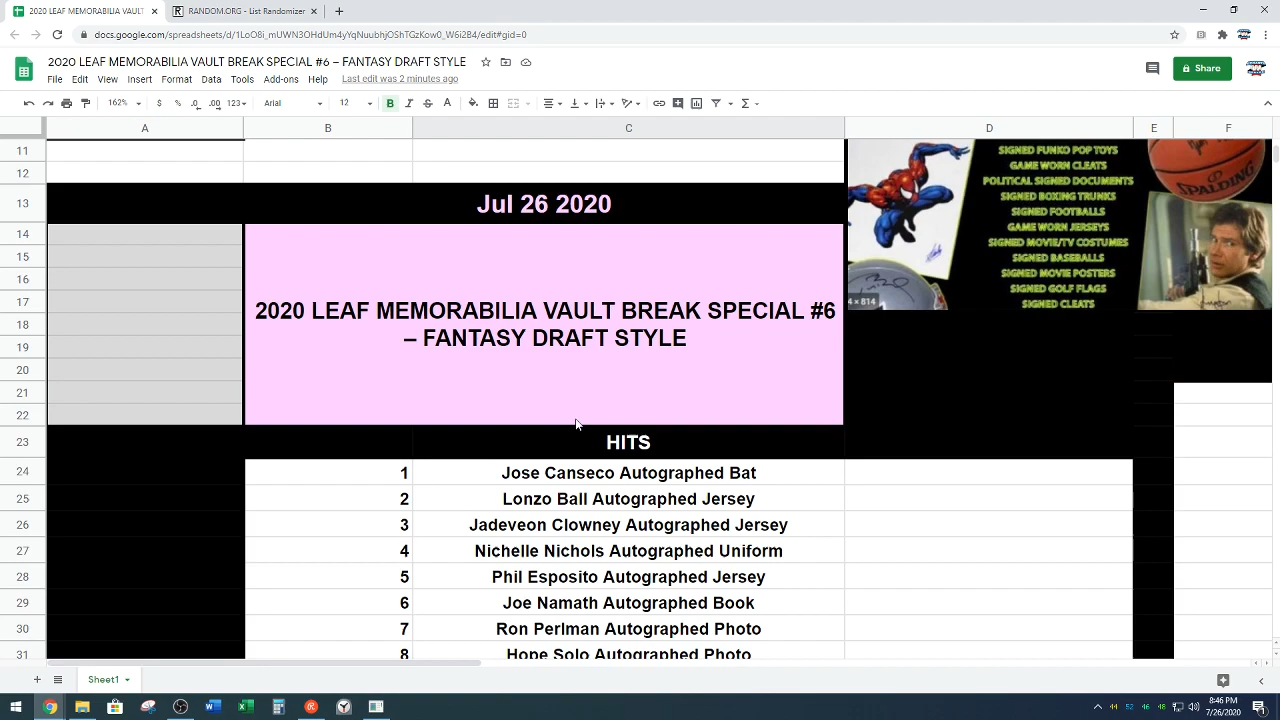 2020 LEAF MEMORABILIA VAULT
RANDOM.ORG - List Randomizer
docs.google.com/spreadsheets/d/1LoO8i_mUWN3OHdUm4yYqNuubhjOShTGzKow0_W6i2B4/edit#gid=0
2020 LEAF MEMORABILIA VAULT BREAK SPECIAL #6 – FANTASY DRAFT STYLE
File Edit View Insert Format Data Tools Add-ons Help Last edit was 2 minutes ago
Share
162% $ % .0 .00 123 Arial 12 B I S A
A B C D E F
11
12
13 Jul 26 2020
14
15
16
17
18
19
20
21
22
2020 LEAF MEMORABILIA VAULT BREAK SPECIAL #6
– FANTASY DRAFT STYLE
SIGNED FUNKO POP TOYS
GAME WORN CLEATS
POLITICAL SIGNED DOCUMENTS
SIGNED BOXING TRUNKS
SIGNED FOOTBALLS
GAME WORN JERSEYS
SIGNED MOVIE/TV COSTUMES
SIGNED BASEBALLS
SIGNED MOVIE POSTERS
SIGNED GOLF FLAGS
SIGNED CLEATS
SPALDING
4 × 814
23 HITS
24 1 Jose Canseco Autographed Bat
25 2 Lonzo Ball Autographed Jersey
26 3 Jadeveon Clowney Autographed Jersey
27 4 Nichelle Nichols Autographed Uniform
28 5 Phil Esposito Autographed Jersey
29 6 Joe Namath Autographed Book
30 7 Ron Perlman Autographed Photo
31 8 Hope Solo Autographed Photo
Sheet1
44 52 46 48
8:46 PM
7/26/2020